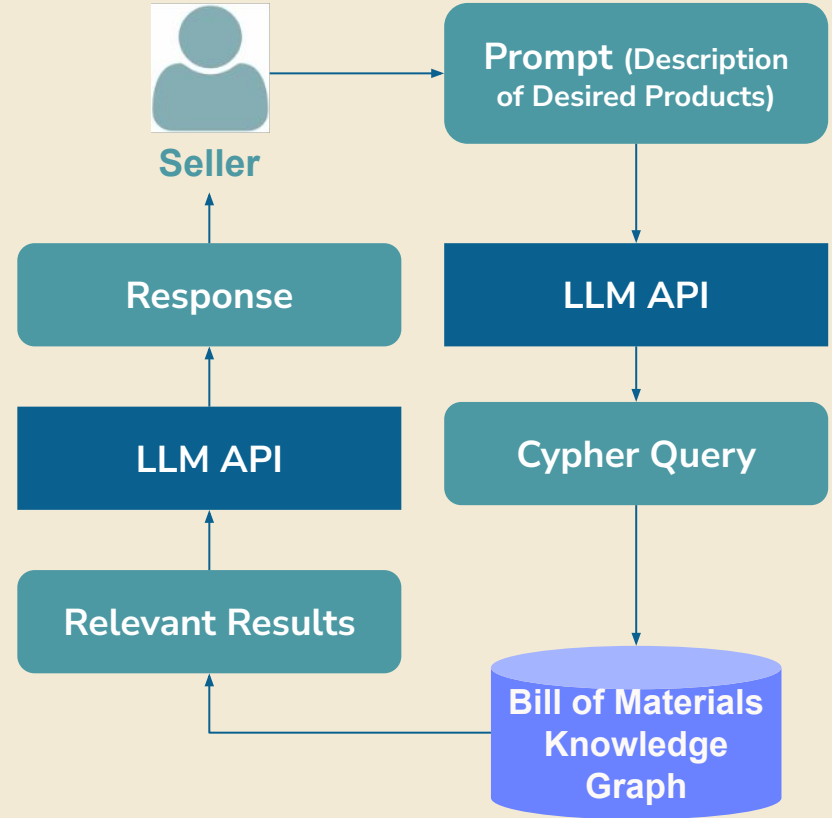 Seller
Prompt (Description
of Desired Products)
LLM API
Cypher Query
Bill of Materials
Knowledge
Graph
Relevant Results
LLM API
Response